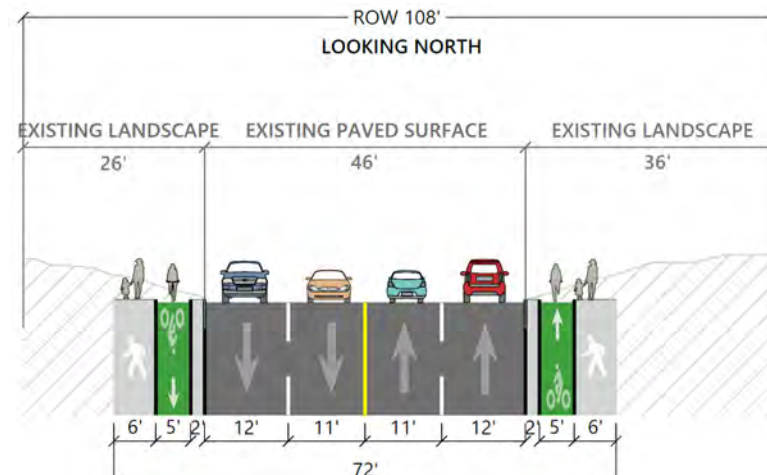 ROW 108'
LOOKING NORTH
EXISTING LANDSCAPE EXISTING PAVED SURFACE EXISTING LANDSCAPE
26' 46' 36'
6' 5' 2' 12' 11' 11' 12' 2' 5' 6'
72'